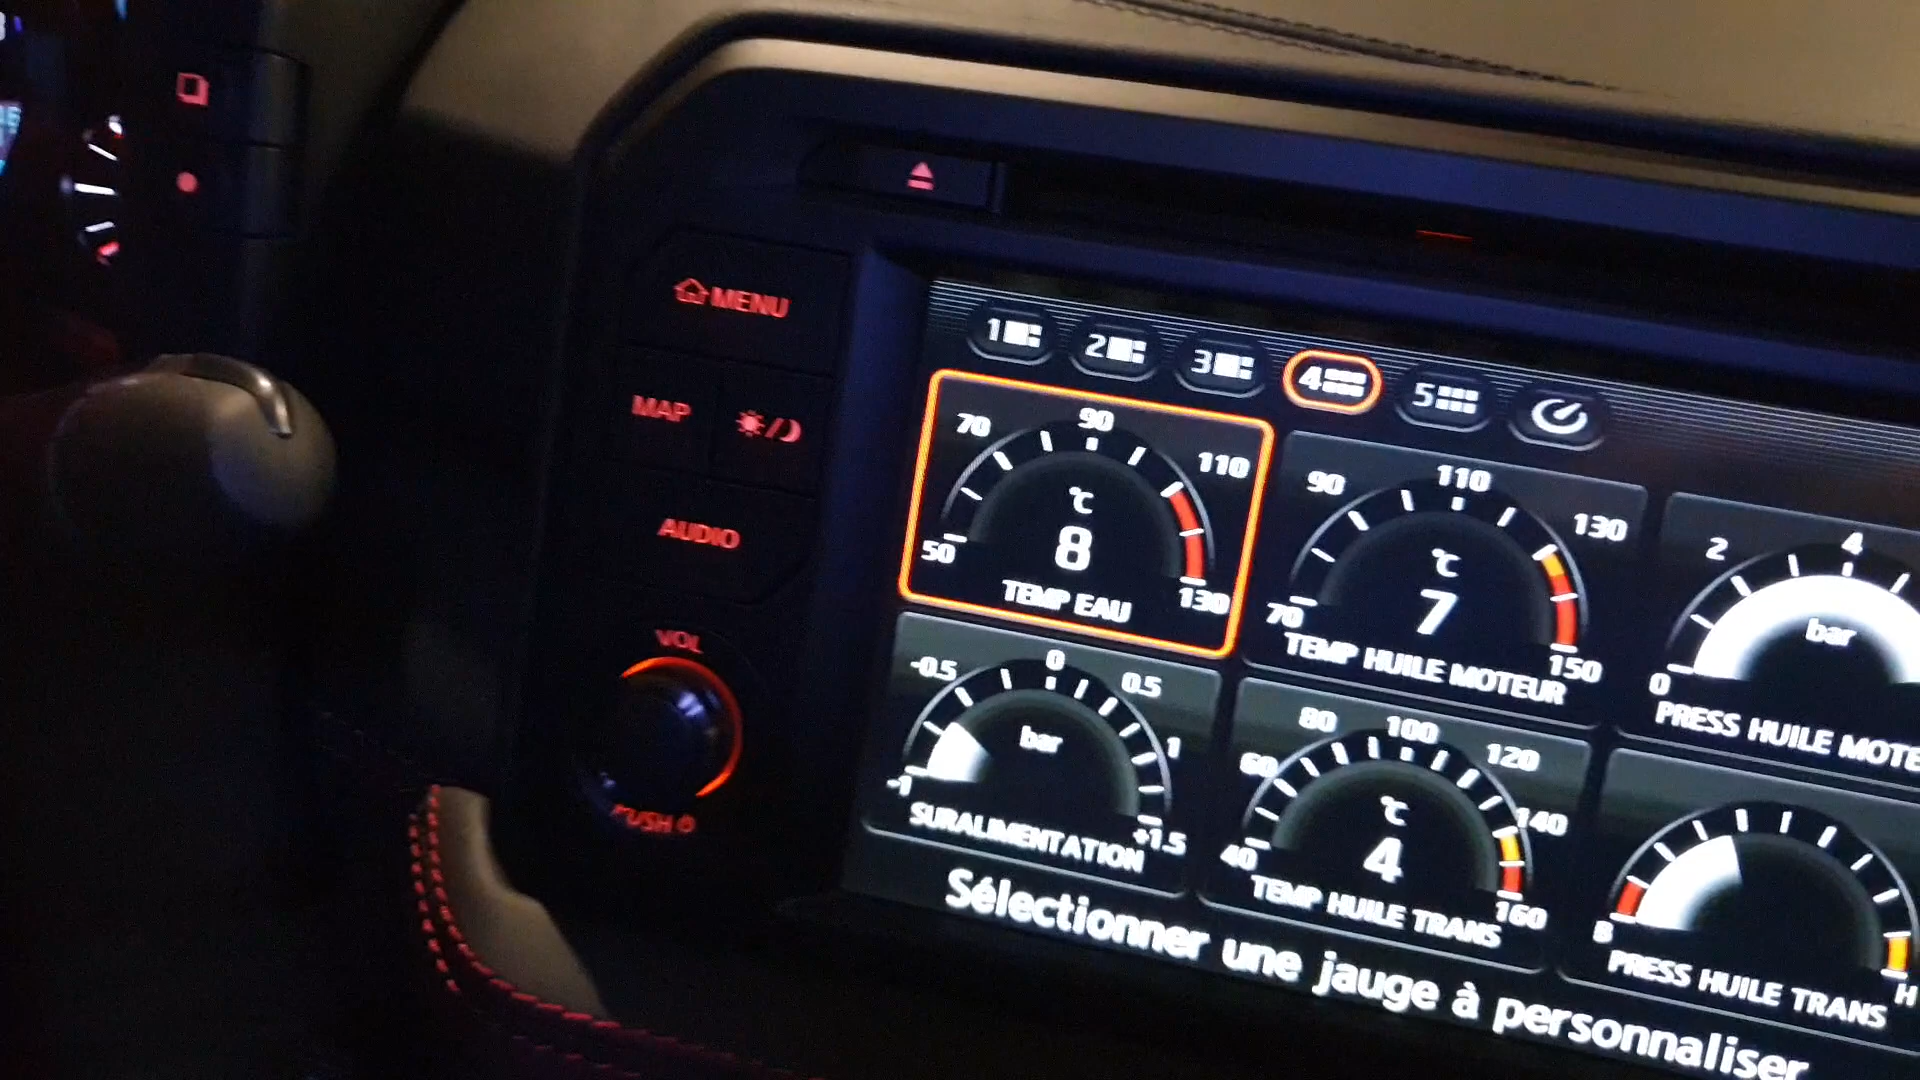 MENU
MAP
AUDIO
VOL
PUSH
1
2
3
4
5
50 70 90 110 130
°C
8
TEMP EAU
70 90 110 130 150
°C
7
TEMP HUILE MOTEUR
0 2 4
bar
PRESS HUILE MOTE
-1 -0.5 0 0.5 1 +1.5
bar
SURALIMENTATION
40 60 80 100 120 140 160
°C
4
TEMP HUILE TRANS
H
PRESS HUILE TRANS
Sélectionner une jauge à personnaliser